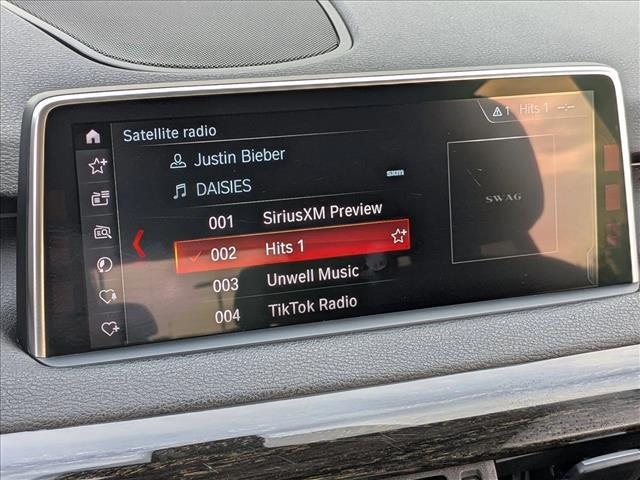 Satellite radio
1 Hits 1 --:--
Justin Bieber
DAISIES
sxm
SWAG
001 SiriusXM Preview
002 Hits 1
003 Unwell Music
004 TikTok Radio